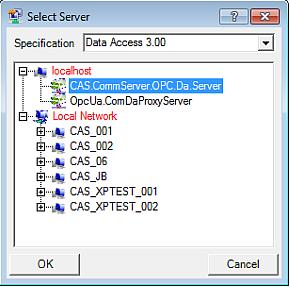 Select Server
Specification Data Access 3.00
localhost
CAS.CommServer.OPC.Da.Server
OpcUa.ComDaProxyServer
Local Network
CAS_001
CAS_002
CAS_06
CAS_JB
CAS_XPTEST_001
CAS_XPTEST_002
OK Cancel